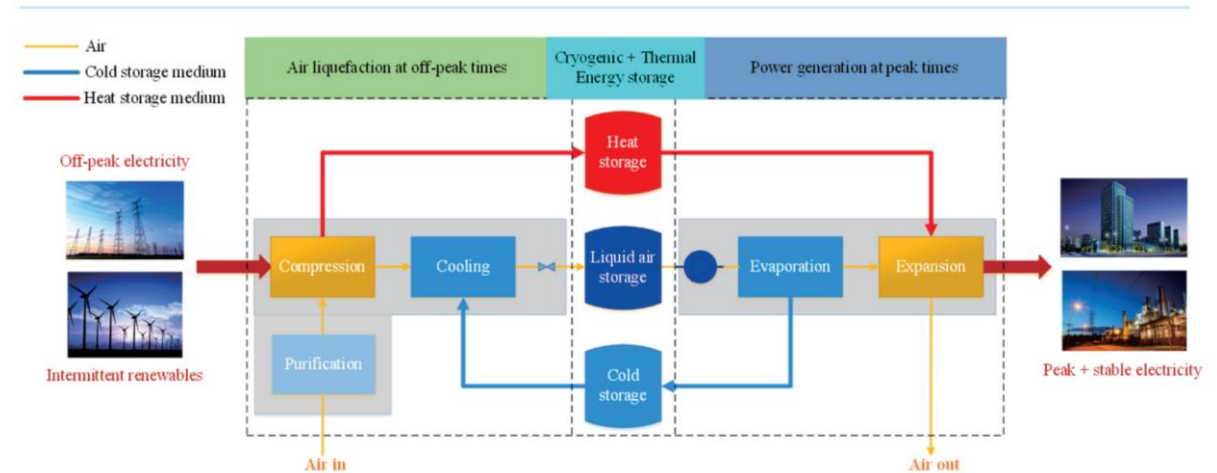 Air
Cold storage medium
Heat storage medium
Air liquefaction at off-peak times
Cryogenic + Thermal
Energy storage
Power generation at peak times
Off-peak electricity
Intermittent renewables
Heat
storage
Compression
Cooling
Liquid air
storage
Evaporation
Expansion
Purification
Cold
storage
Peak + stable electricity
Air in
Air out